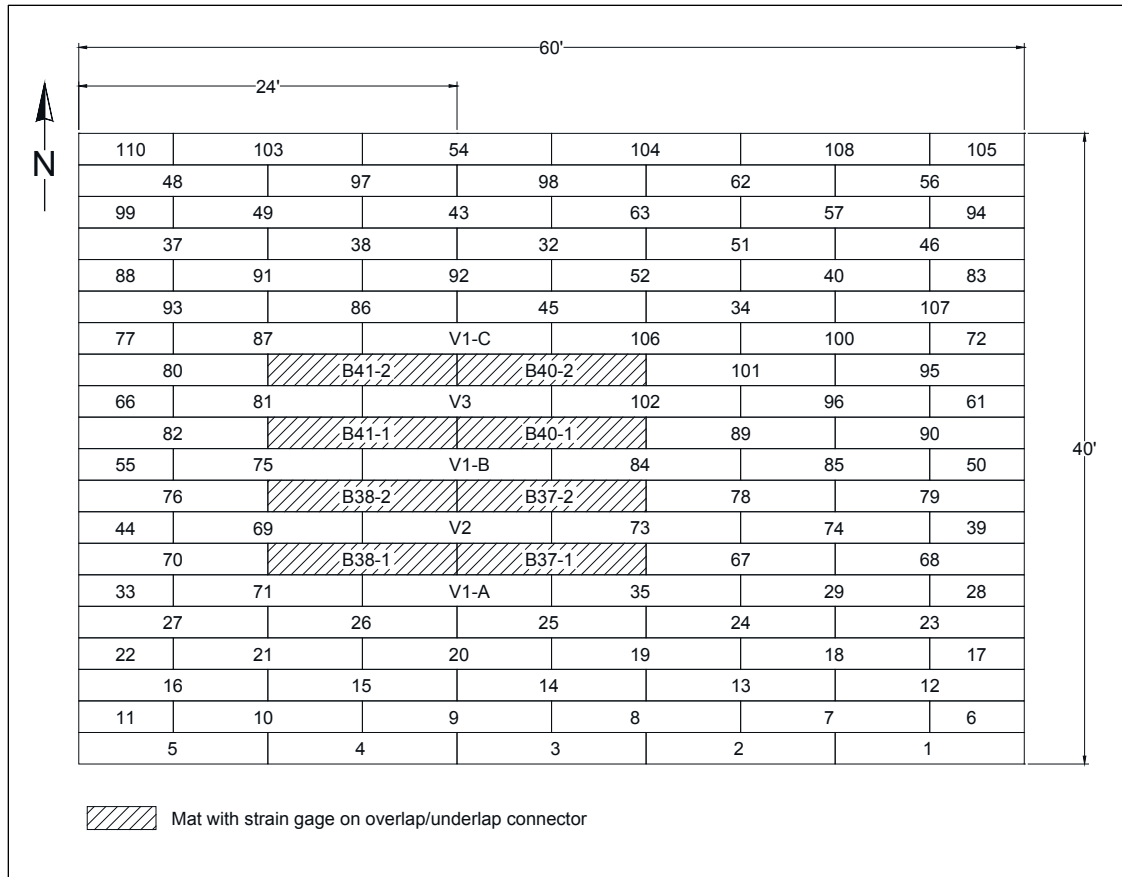 60'
24'
N
110 103 54 104 108 105
48 97 98 62 56
99 49 43 63 57 94
37 38 32 51 46
88 91 92 52 40 83
93 86 45 34 107
77 87 V1-C 106 100 72
80 B41-2 B40-2 101 95
66 81 V3 102 96 61
82 B41-1 B40-1 89 90
40'
55 75 V1-B 84 85 50
76 B38-2 B37-2 78 79
44 69 V2 73 74 39
70 B38-1 B37-1 67 68
33 71 V1-A 35 29 28
27 26 25 24 23
22 21 20 19 18 17
16 15 14 13 12
11 10 9 8 7 6
5 4 3 2 1
Mat with strain gage on overlap/underlap connector